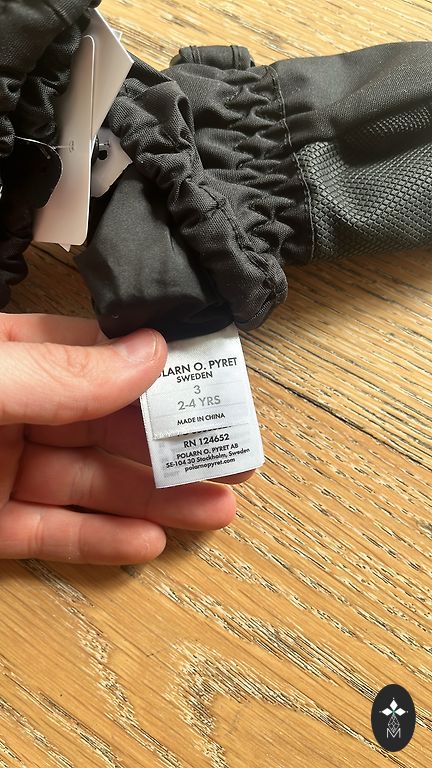 LARN O. PYRET
SWEDEN
3
2-4 YRS
MADE IN CHINA
RN 124652
POLARN O. PYRET AB
SE-104 30 Stockholm, Sweden
polarnopyret.com